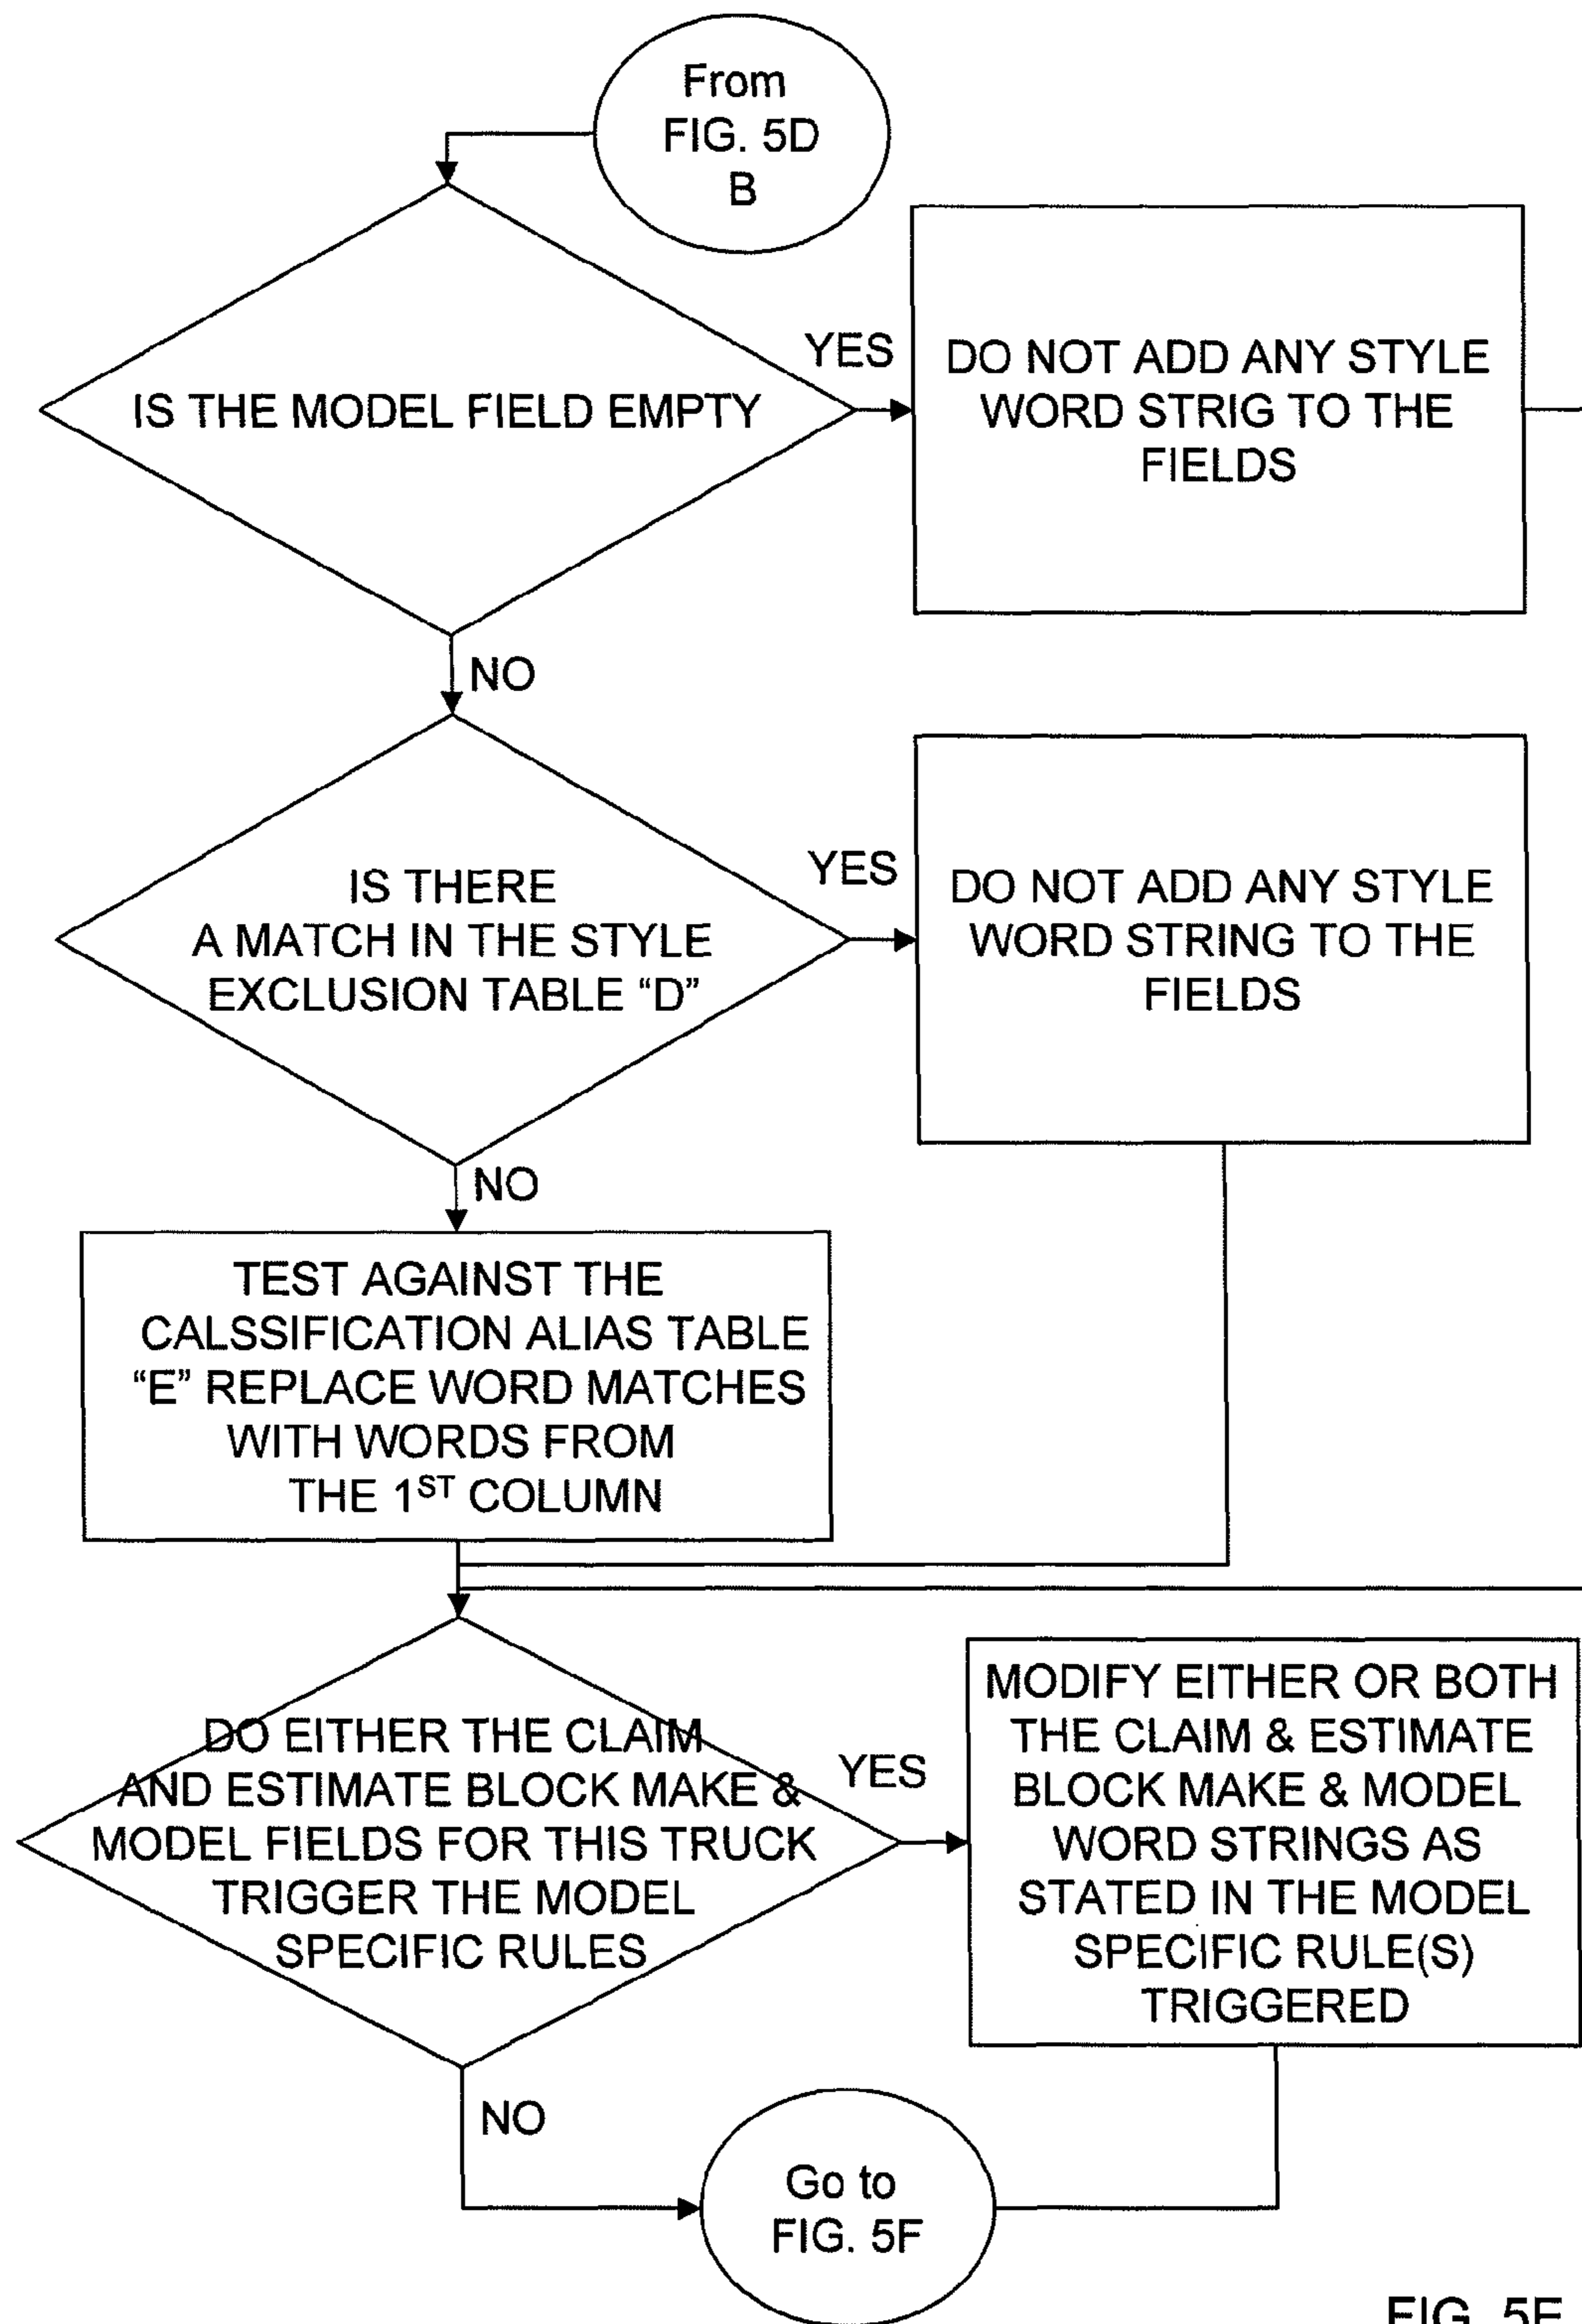 From
FIG. 5D
B
IS THE MODEL FIELD EMPTY
YES
DO NOT ADD ANY STYLE
WORD STRIG TO THE
FIELDS
NO
IS THERE
A MATCH IN THE STYLE
EXCLUSION TABLE “D”
YES
DO NOT ADD ANY STYLE
WORD STRING TO THE
FIELDS
NO
TEST AGAINST THE
CALSSIFICATION ALIAS TABLE
“E” REPLACE WORD MATCHES
WITH WORDS FROM
THE 1ST COLUMN
DO EITHER THE CLAIM
AND ESTIMATE BLOCK MAKE &
MODEL FIELDS FOR THIS TRUCK
TRIGGER THE MODEL
SPECIFIC RULES
YES
MODIFY EITHER OR BOTH
THE CLAIM & ESTIMATE
BLOCK MAKE & MODEL
WORD STRINGS AS
STATED IN THE MODEL
SPECIFIC RULE(S)
TRIGGERED
NO
Go to
FIG. 5F
FIG. 5E